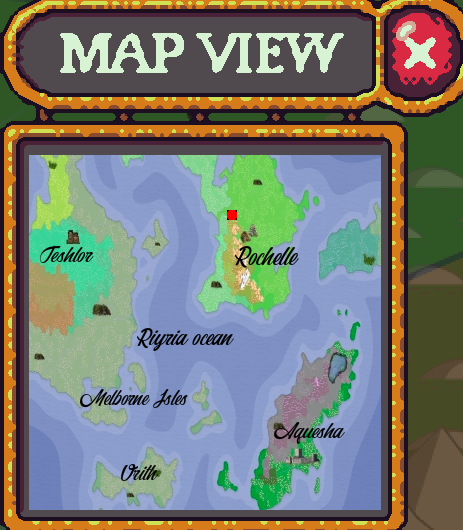 MAP VIEW
Teshlor
Rochelle
Riyria ocean
Melborne Isles
Aquesha
Orith